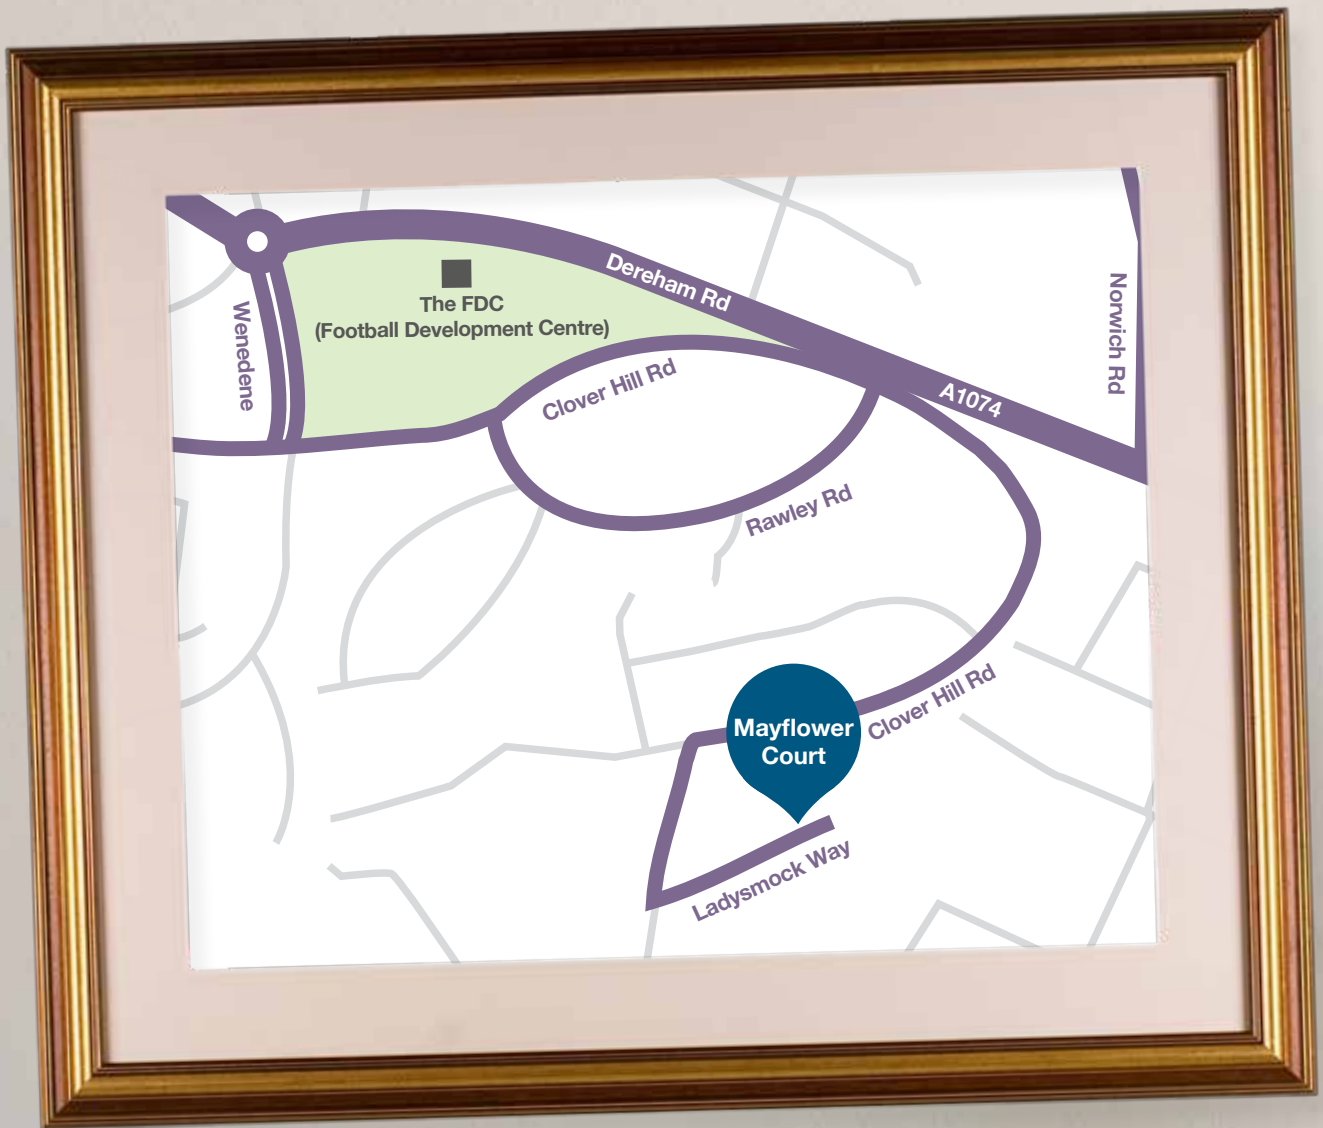 Dereham Rd
The FDC
(Football Development Centre)
Wenedene
Norwich Rd
Clover Hill Rd
A1074
Rawley Rd
Clover Hill Rd
Mayflower
Court
Ladysmock Way